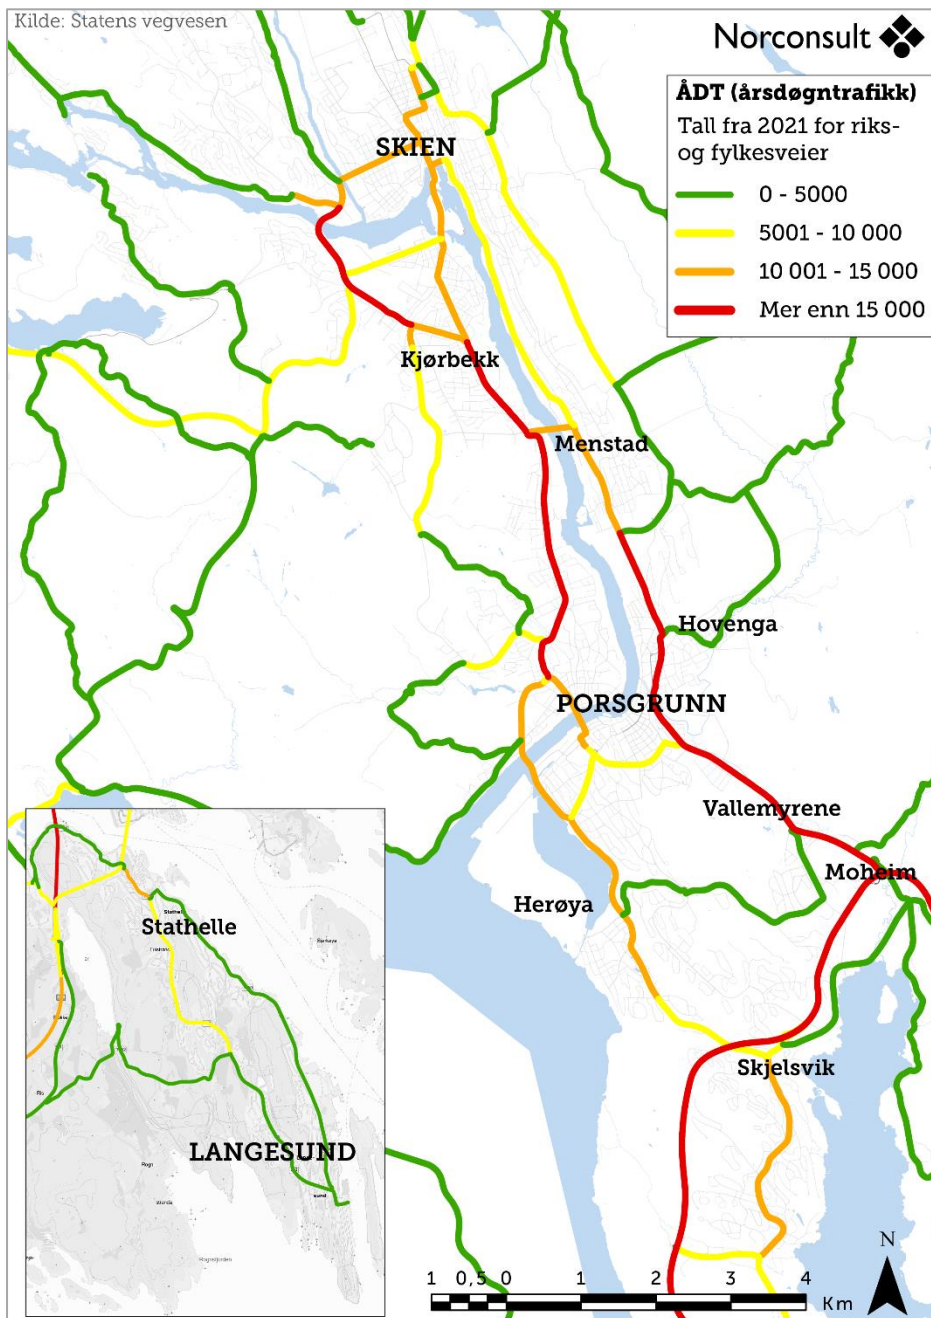 Kilde: Statens vegvesen
Norconsult
ÅDT (årsdøgntrafikk)
Tall fra 2021 for riks-
og fylkesveier
0 - 5000
5001 - 10 000
10 001 - 15 000
Mer enn 15 000
SKIEN
Kjørbekk
Menstad
Hovenga
PORSGRUNN
Vallemyrene
Moheim
Herøya
Stathelle
Skjelsvik
LANGESUND
N
1 0,5 0 1 2 3 4
Km